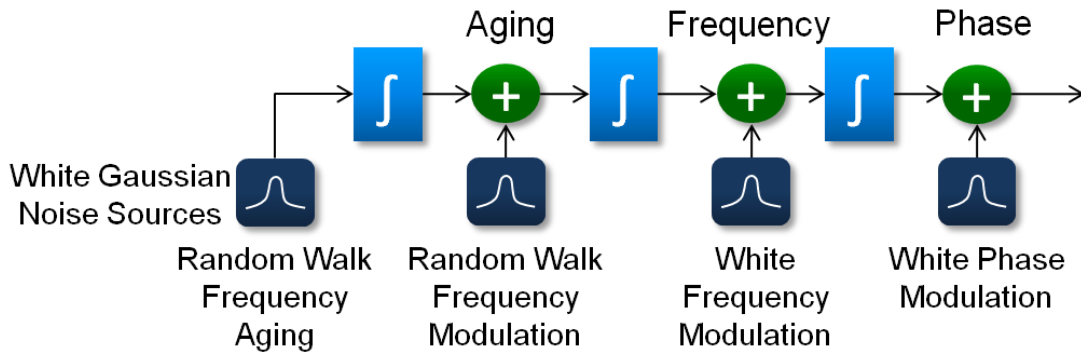 Aging
Frequency
Phase
∫
+
∫
+
∫
+
White Gaussian
Noise Sources
Random Walk
Frequency
Aging
Random Walk
Frequency
Modulation
White
Frequency
Modulation
White Phase
Modulation